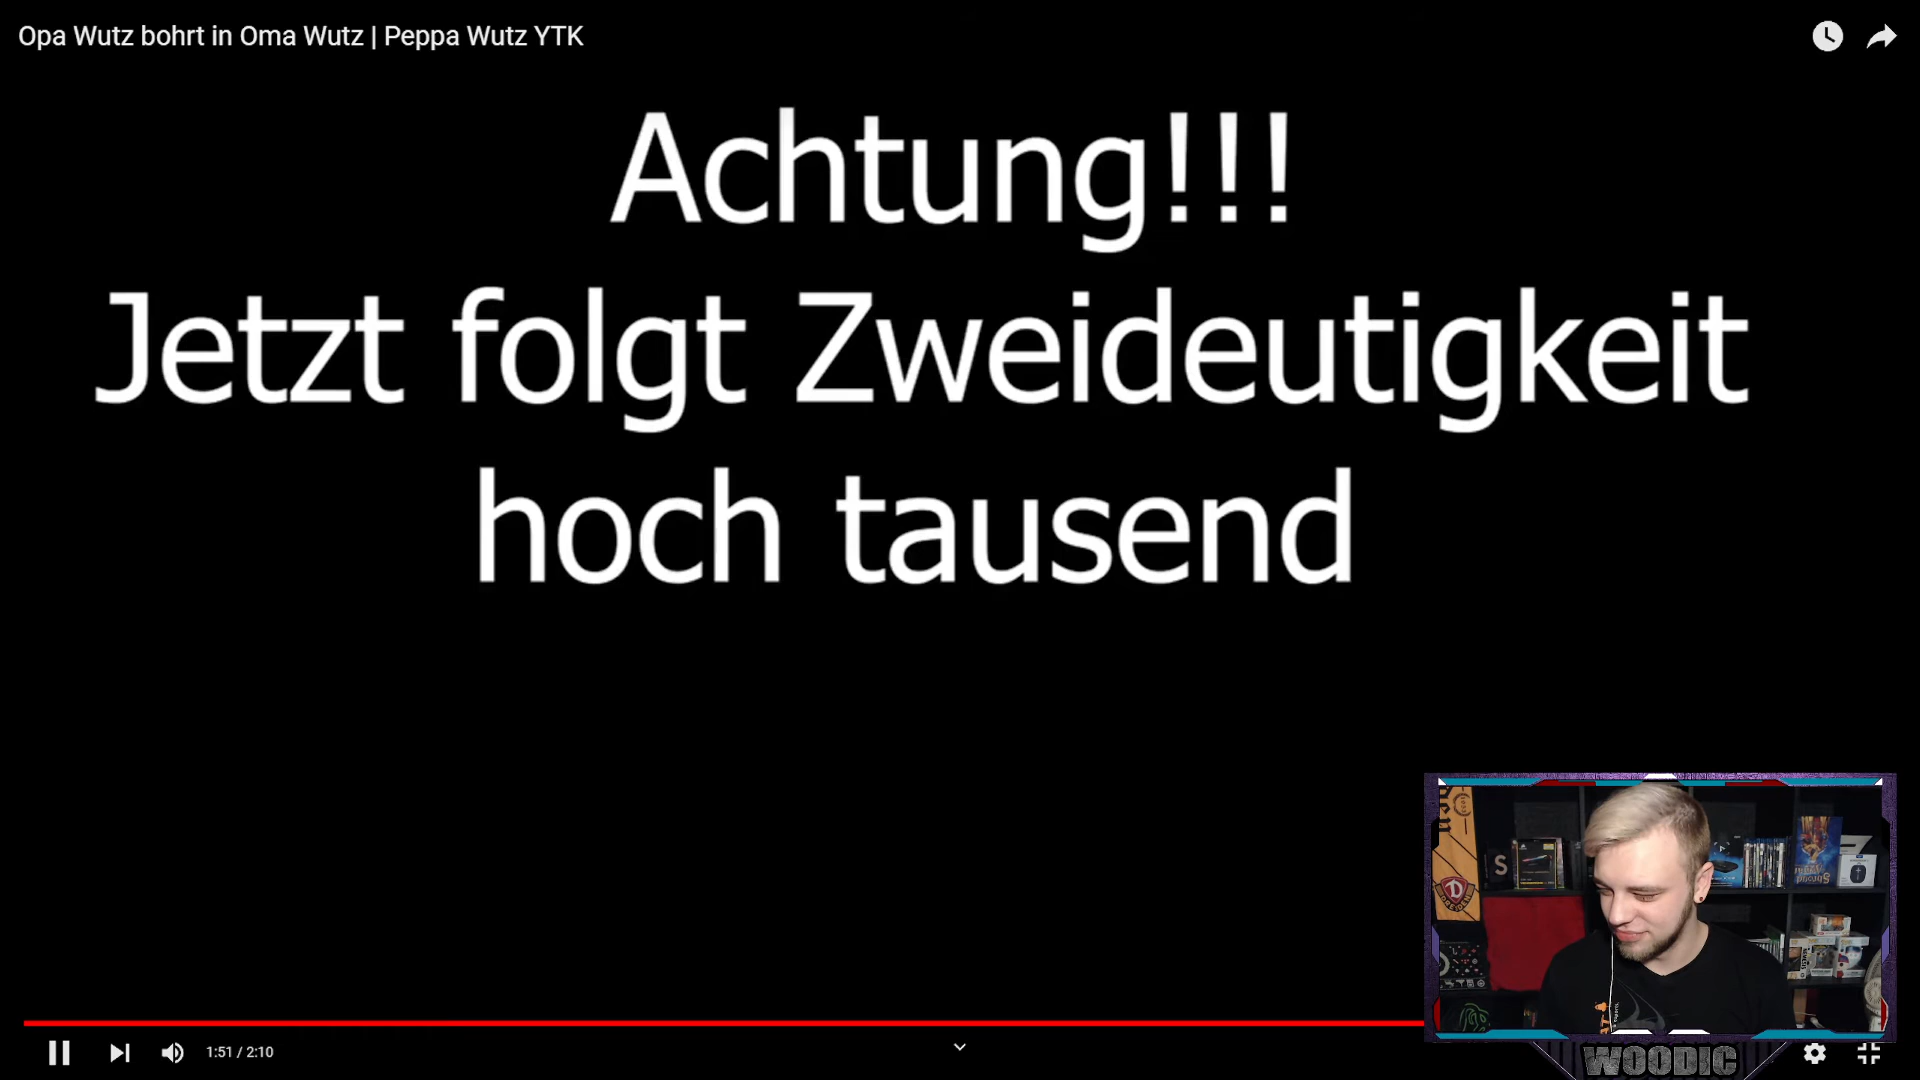 Opa Wutz bohrt in Oma Wutz | Peppa Wutz YTK
Achtung!!!
Jetzt folgt Zweideutigkeit
hoch tausend
1:51 / 2:10
S
D
DRESDEN
WOODIC